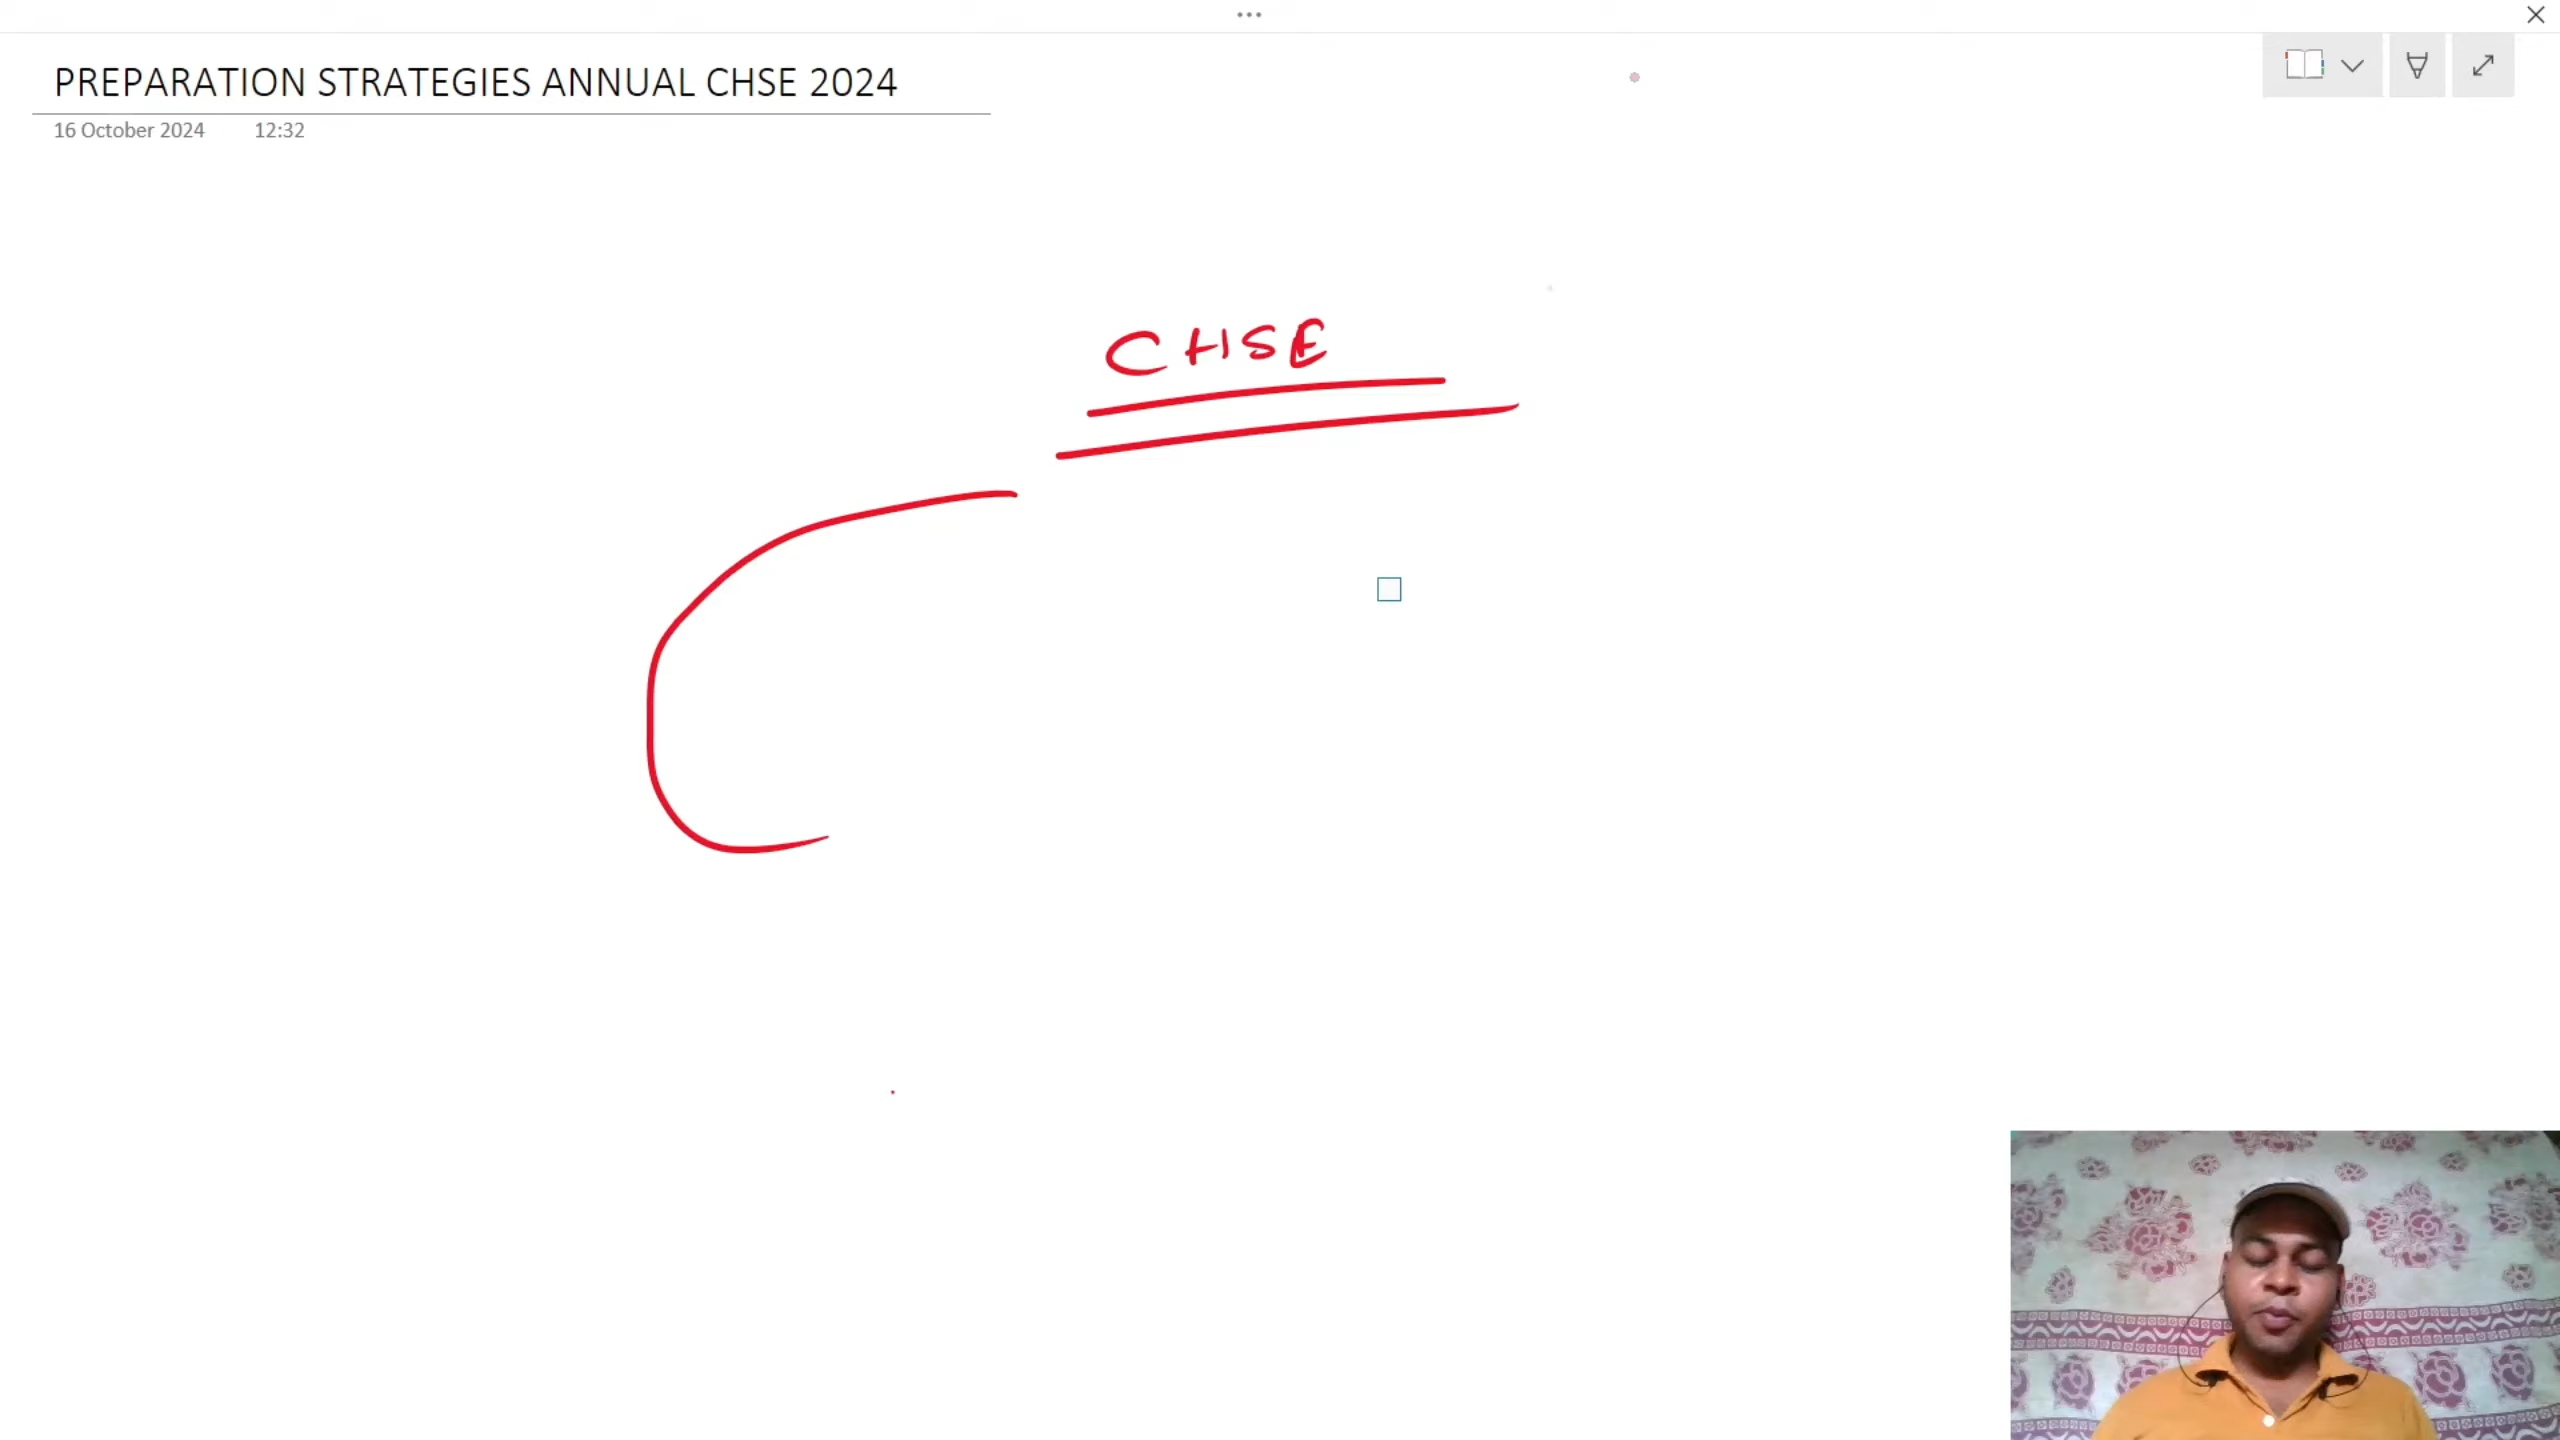 PREPARATION STRATEGIES ANNUAL CHSE 2024
16 October 2024 12:32
CHSE